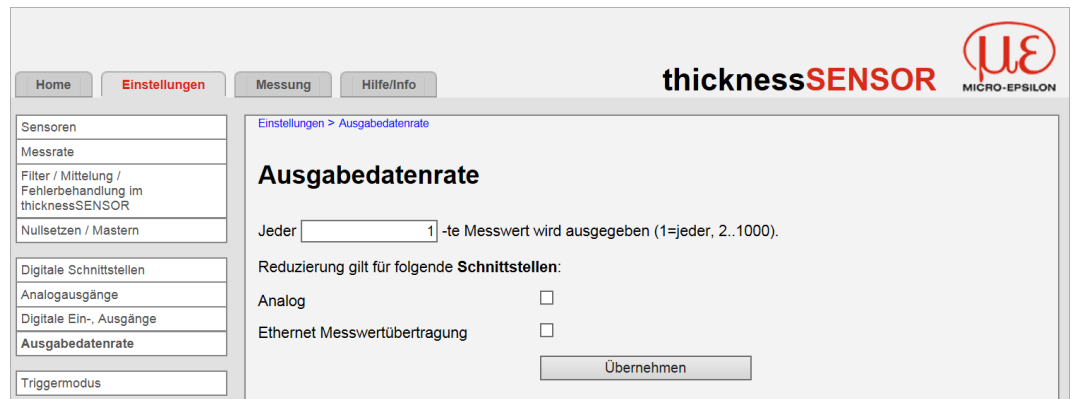 Home
Einstellungen
Messung
Hilfe/Info
thicknessSENSOR
με
MICRO-EPSILON
Sensoren
Messrate
Filter / Mittelung /
Fehlerbehandlung im
thicknessSENSOR
Nullsetzen / Mastern
Digitale Schnittstellen
Analogausgänge
Digitale Ein-, Ausgänge
Ausgabedatenrate
Triggermodus
Einstellungen > Ausgabedatenrate
Ausgabedatenrate
Jeder 1 -te Messwert wird ausgegeben (1=jeder, 2..1000).
Reduzierung gilt für folgende Schnittstellen:
Analog
Ethernet Messwertübertragung
Übernehmen